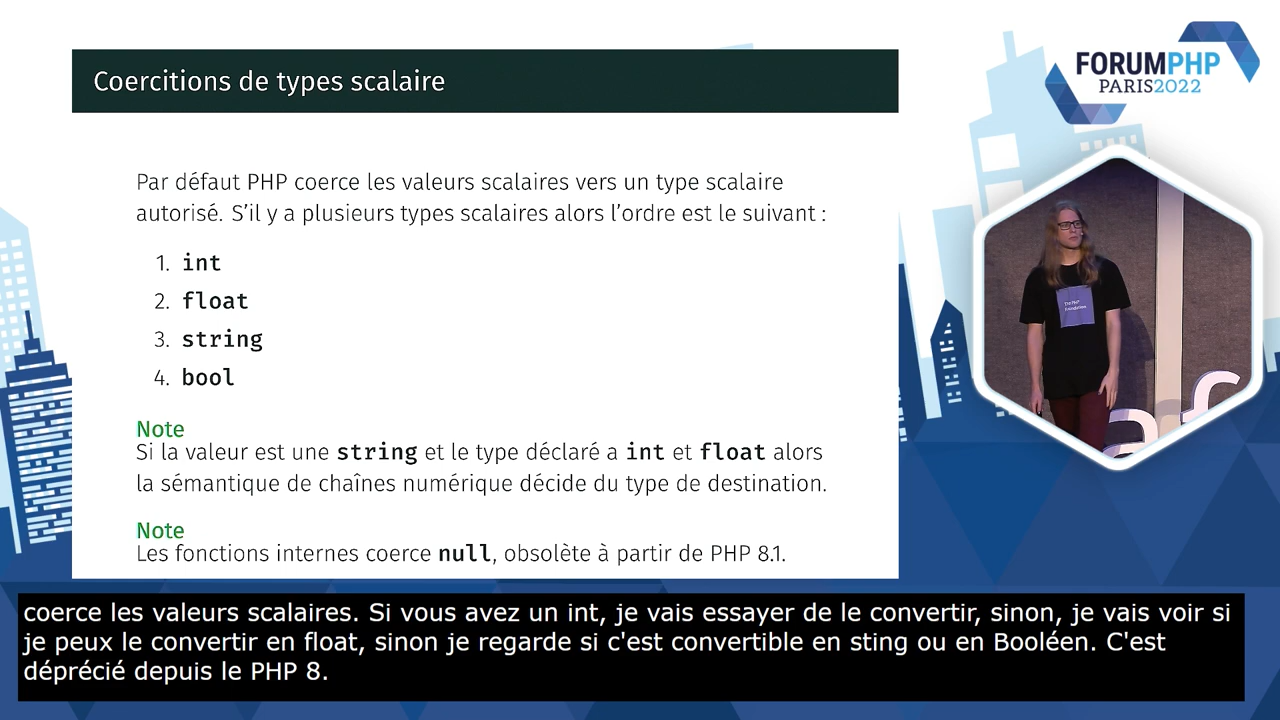 Coercitions de types scalaire
FORUMPHP
PARIS2022
Par défaut PHP coerce les valeurs scalaires vers un type scalaire
autorisé. S'il y a plusieurs types scalaires alors l'ordre est le suivant :
1. int
2. float
3. string
4. bool
Note
Si la valeur est une string et le type déclaré a int et float alors
la sémantique de chaînes numérique décide du type de destination.
Note
Les fonctions internes coerce null, obsolète à partir de PHP 8.1.
The PHP
Foundation
af
coerce les valeurs scalaires. Si vous avez un int, je vais essayer de le convertir, sinon, je vais voir si
je peux le convertir en float, sinon je regarde si c'est convertible en sting ou en Booléen. C'est
déprécié depuis le PHP 8.